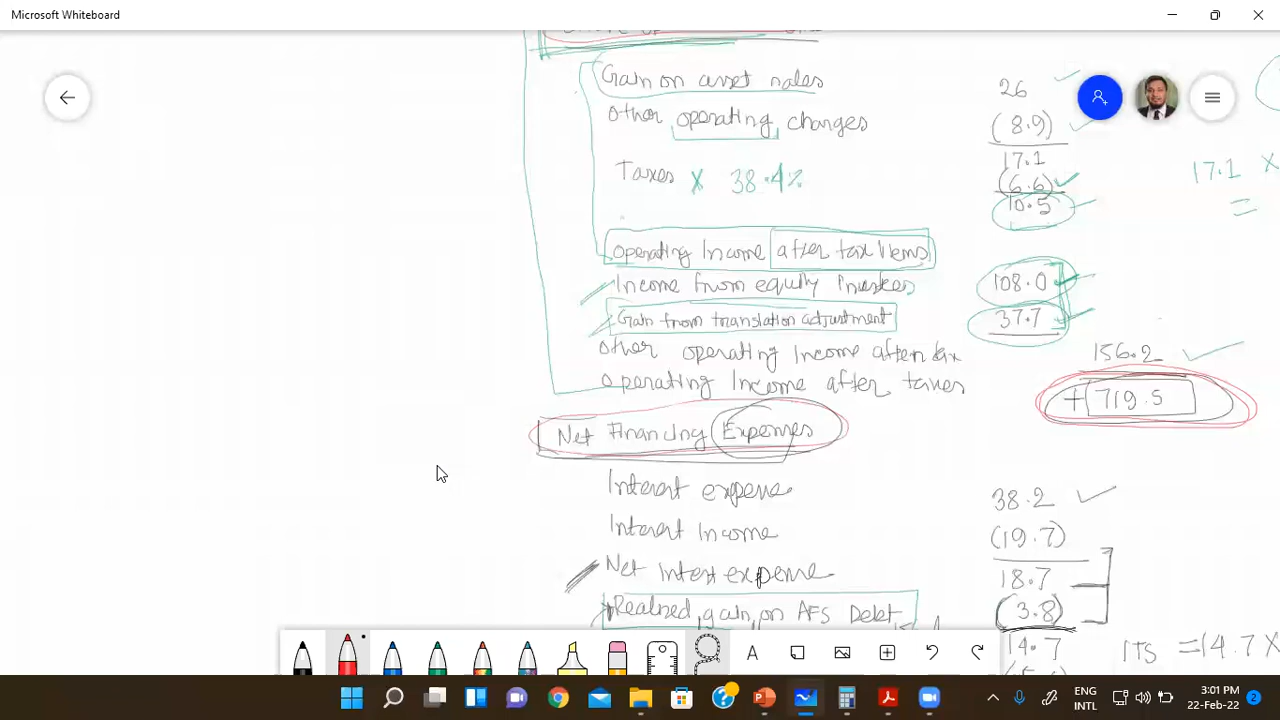 Microsoft Whiteboard
Gain on asset sales 26
Other operating charges (8.9)
17.1
17.1 X
Taxes X 38.4% (6.6)
10.5
=
Operating Income after tax items
Income from equity 108.0
Gain from translation adjustment 37.7
Other operating Income after tax 156.2
Operating Income after taxes + 719.5
Net Financing Expenses
Interest expense 38.2
Interest Income (19.7)
Net Interest expense 18.7
Realized gain on AFS Debt (3.8)
14.7
ITS = (14.7 X
A
ENG
INTL
3:01 PM
22-Feb-22
2